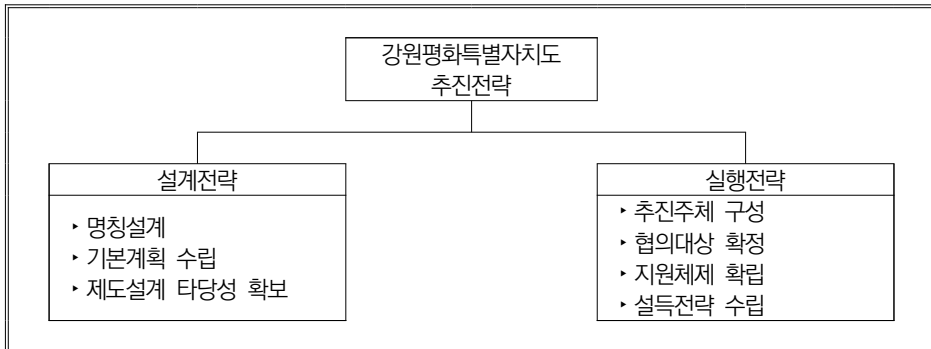 강원평화특별자치도
추진전략
설계전략
‣ 명칭설계
‣ 기본계획 수립
‣ 제도설계 타당성 확보
실행전략
‣ 추진주체 구성
‣ 협의대상 확정
‣ 지원체제 확립
‣ 설득전략 수립